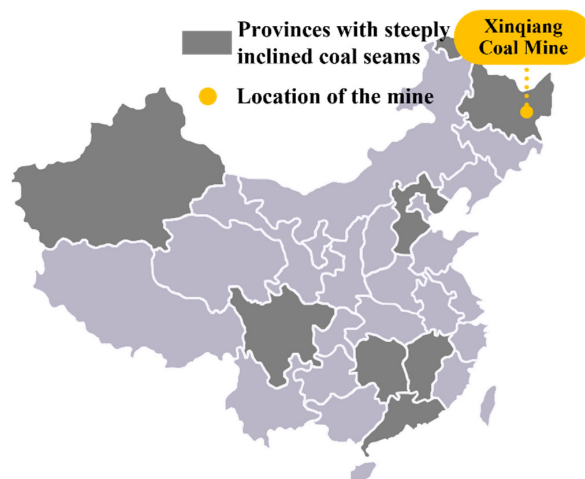 Provinces with steeply
inclined coal seams
Location of the mine
Xinqiang
Coal Mine